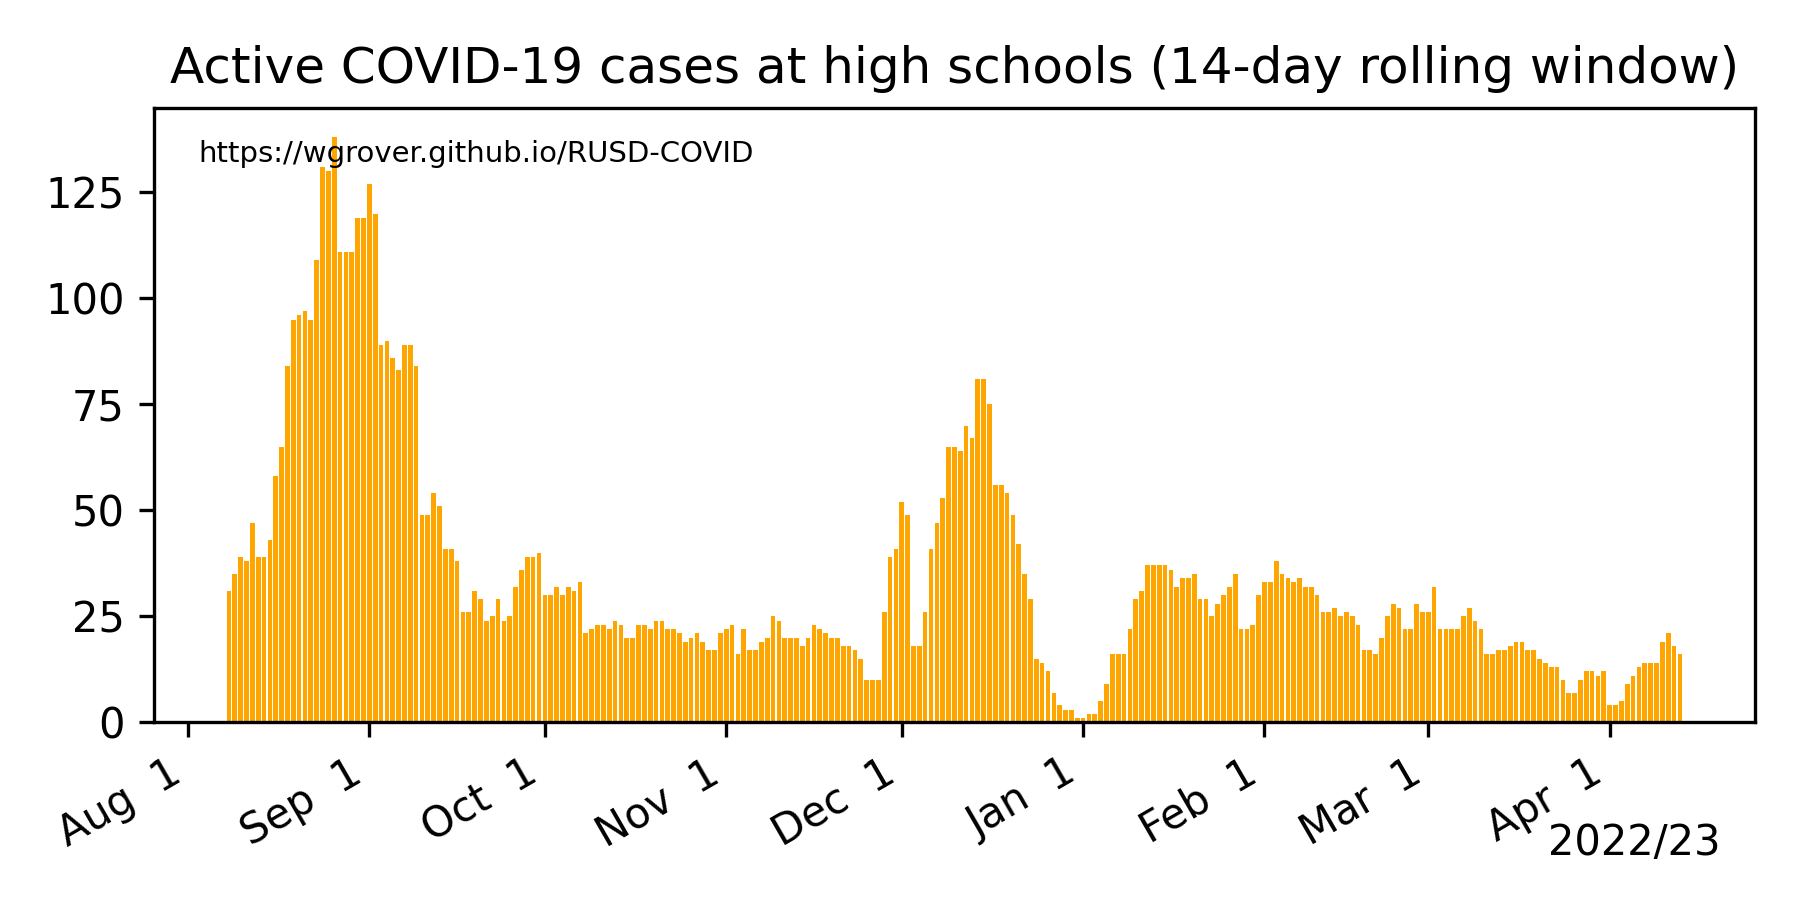 Active COVID-19 cases at high schools (14-day rolling window)
https://wgrover.github.io/RUSD-COVID
125
100
75
50
25
0
Aug 1
Sep 1
Oct 1
Nov 1
Dec 1
Jan 1
Feb 1
Mar 1
Apr 1
2022/23